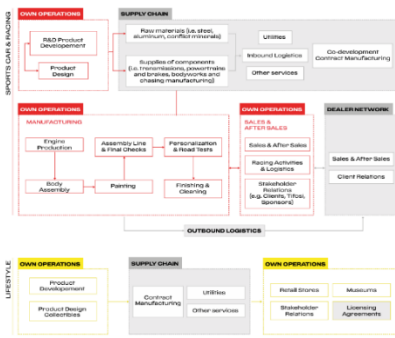 SPORTS CAR & RACING
OWN OPERATIONS
R&D Product
Developement
Product
Design
SUPPLY CHAIN
Raw materials (i.e. steel,
aluminum, conflict minerals)
Supplies of components
(i.e. transmissions, powertrains
and brakes, bodyworks and
chasing manufacturing)
Utilities
Inbound Logistics
Other services
Co-development
Contract Manufacturing
OWN OPERATIONS
MANUFACTURING
Engine
Production
Assembly Line
& Final Checks
Personalization
& Road Tests
Body
Assembly
Painting
Finishing &
Cleaning
OWN OPERATIONS
SALES &
AFTER SALES
Sales & After Sales
Racing Activities
& Logistics
Stakeholder
Relations
(e.g. Clients, Tifosi,
Sponsors)
DEALER NETWORK
Sales & After Sales
Client Relations
OUTBOUND LOGISTICS
LIFESTYLE
OWN OPERATIONS
Product
Developement
Product Design
Collectibles
SUPPLY CHAIN
Contract
Manufacturing
Utilities
Other services
OWN OPERATIONS
Retail Stores
Museums
Stakeholder
Relations
Licensing
Agreements